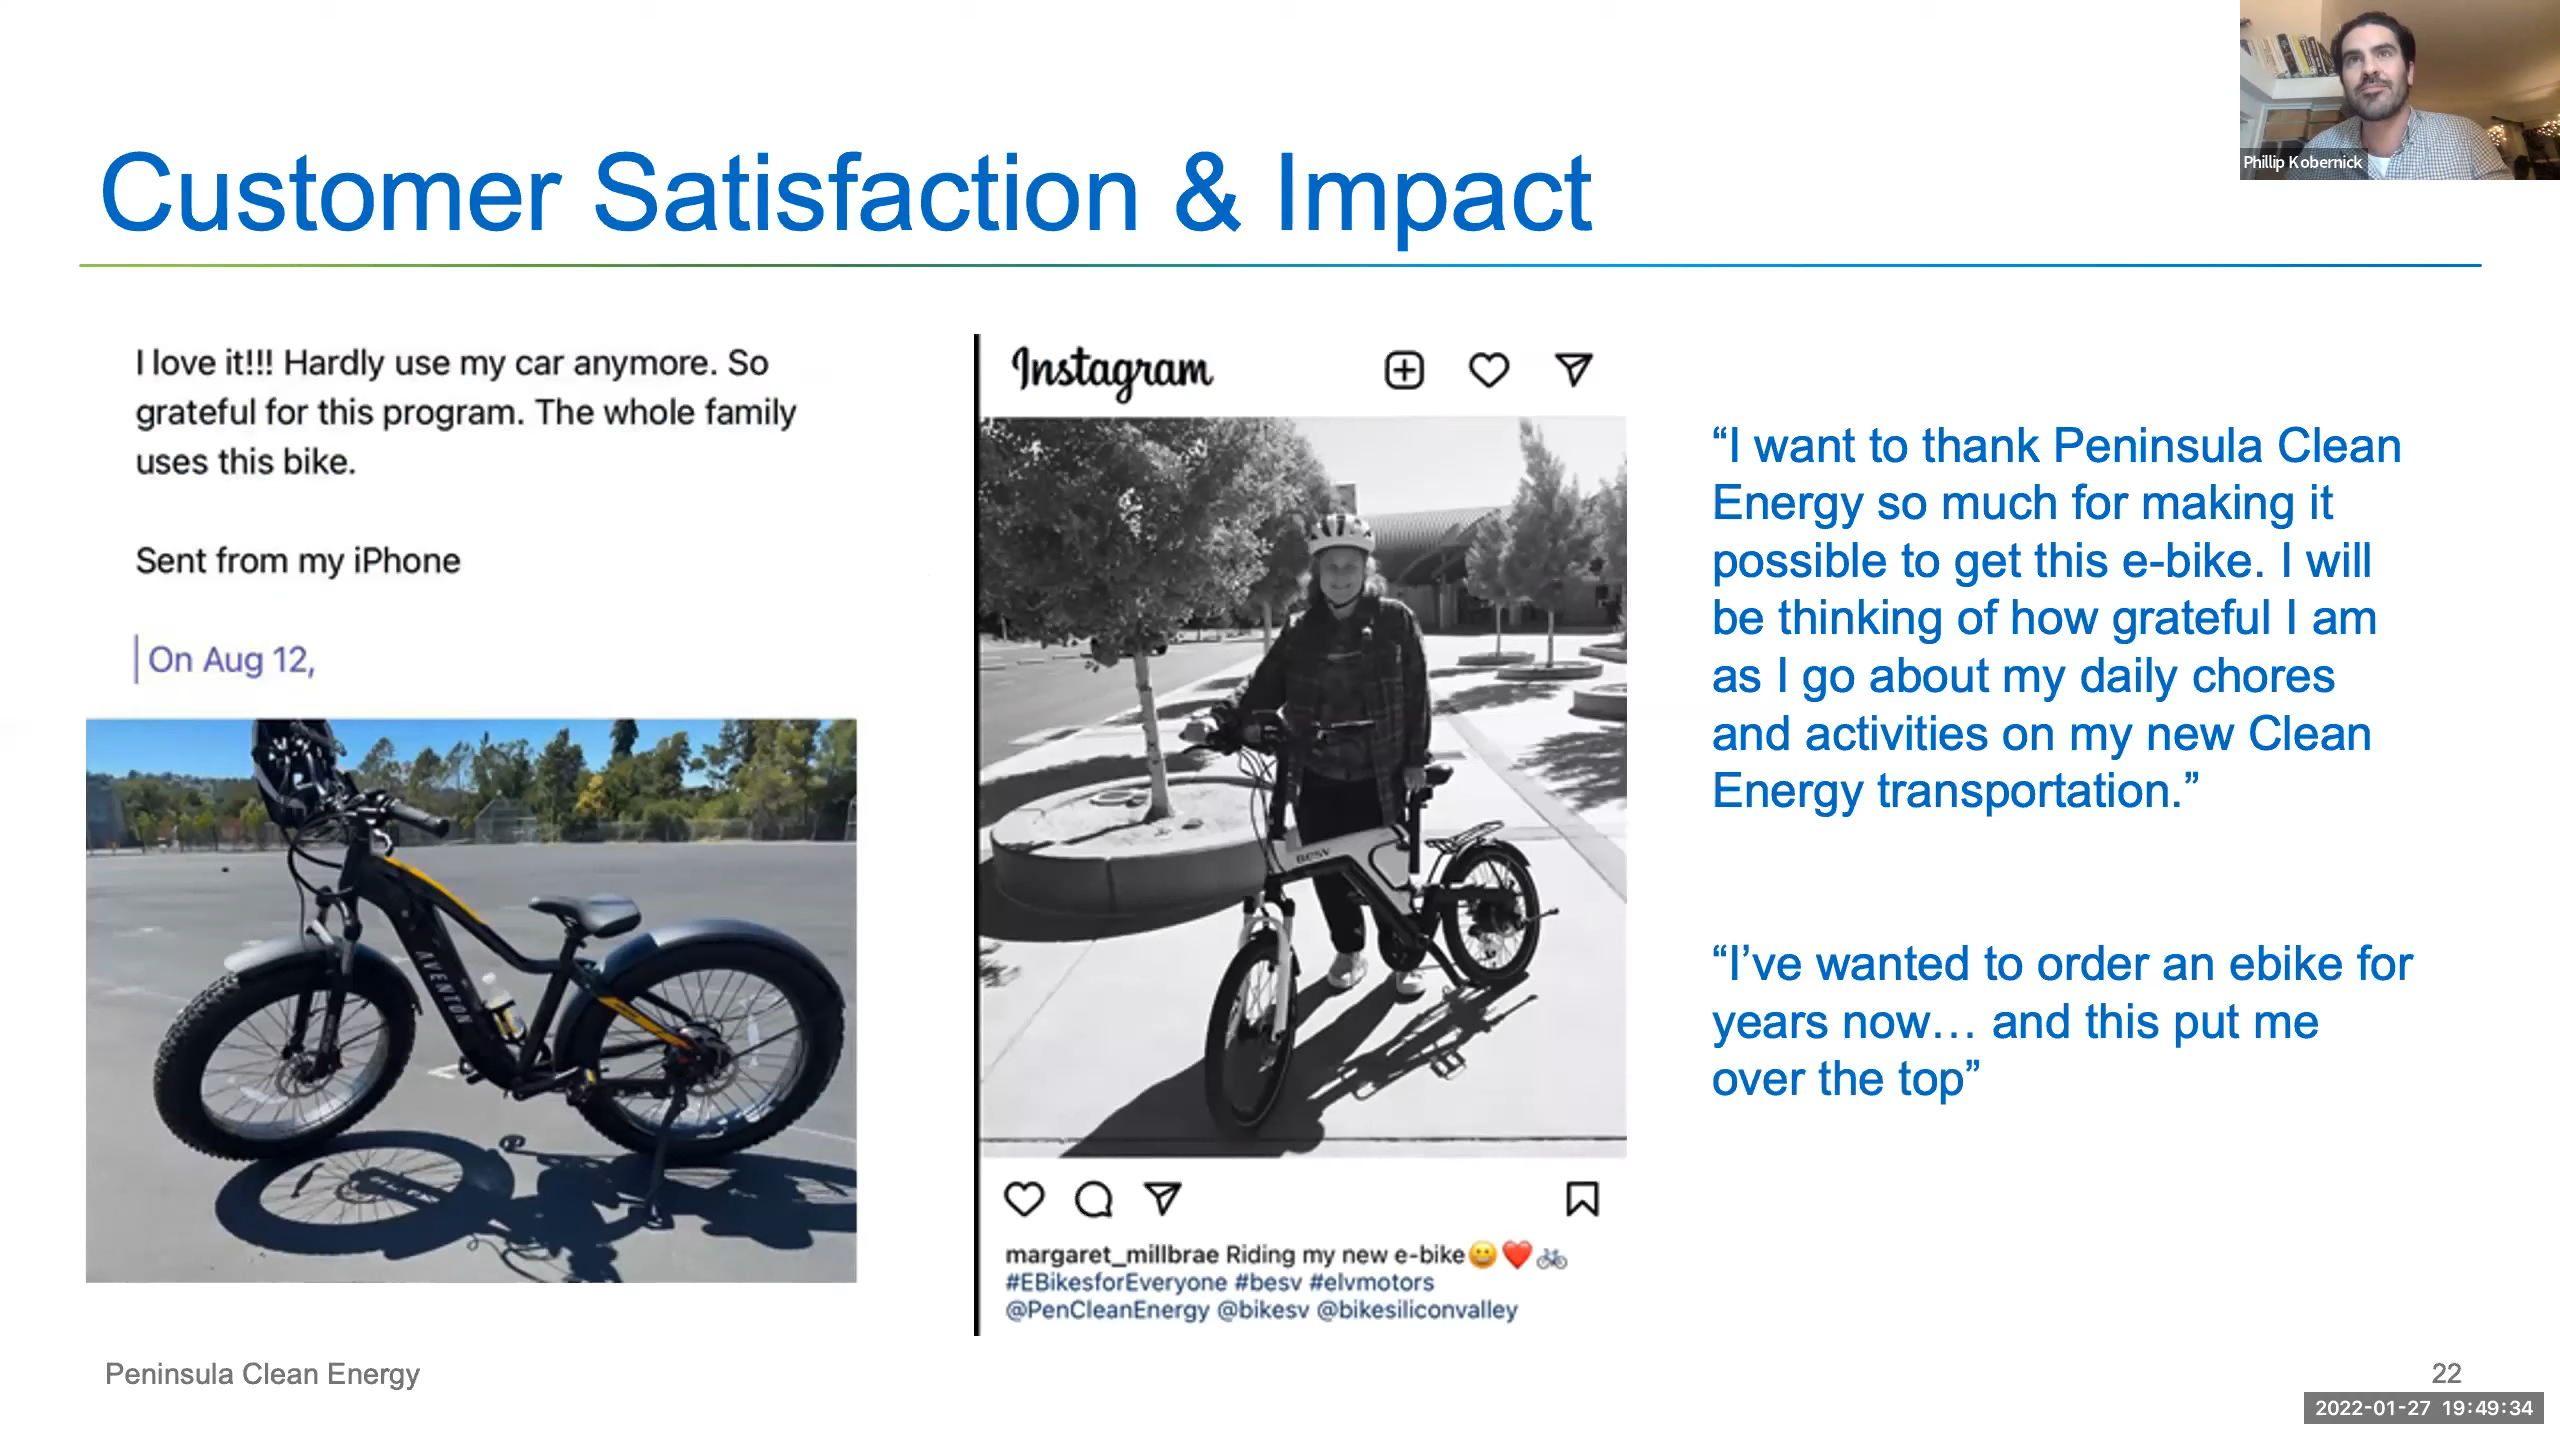 Phillip Kobernick
Customer Satisfaction & Impact
I love it!!! Hardly use my car anymore. So
grateful for this program. The whole family
uses this bike.
Sent from my iPhone
On Aug 12,
AVENTON
Instagram
BESV
margaret_millbrae Riding my new e-bike😀❤️🚲
#EBikesforEveryone #besv #elvmotors
@PenCleanEnergy @bikesv @bikesiliconvalley
“I want to thank Peninsula Clean
Energy so much for making it
possible to get this e-bike. I will
be thinking of how grateful I am
as I go about my daily chores
and activities on my new Clean
Energy transportation.”
“I’ve wanted to order an ebike for
years now… and this put me
over the top”
Peninsula Clean Energy
22
2022-01-27 19:49:34